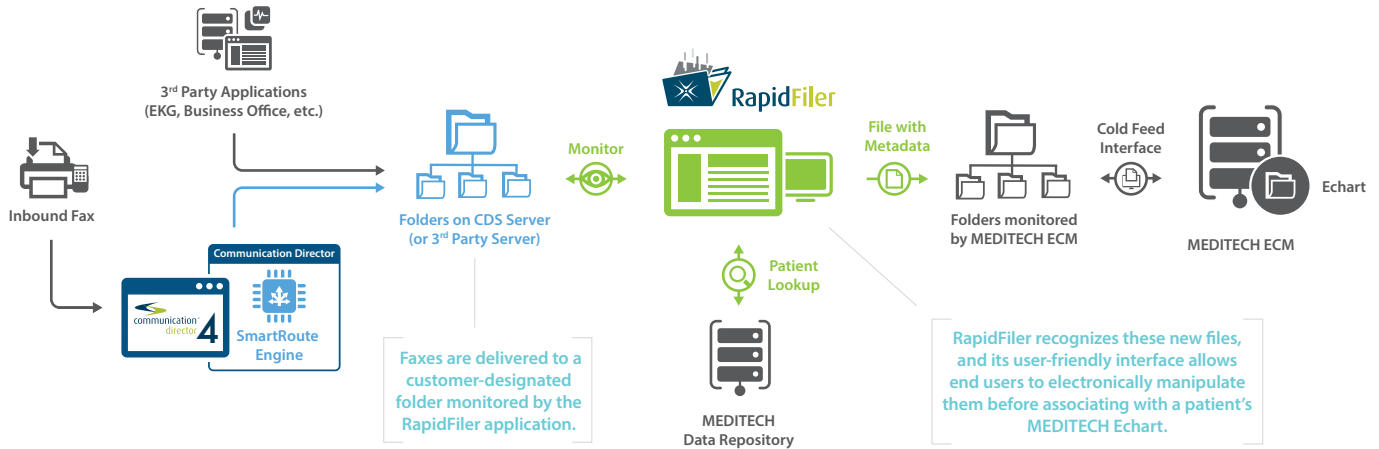 3rd Party Applications
(EKG, Business Office, etc.)
Inbound Fax
Communication Director
communication
director 4
SmartRoute
Engine
Folders on CDS Server
(or 3rd Party Server)
Faxes are delivered to a
customer-designated
folder monitored by the
RapidFiler application.
Monitor
RapidFiler
Patient
Lookup
MEDITECH
Data Repository
File with
Metadata
Folders monitored
by MEDITECH ECM
Cold Feed
Interface
Echart
MEDITECH ECM
RapidFiler recognizes these new files,
and its user-friendly interface allows
end users to electronically manipulate
them before associating with a patient’s
MEDITECH Echart.